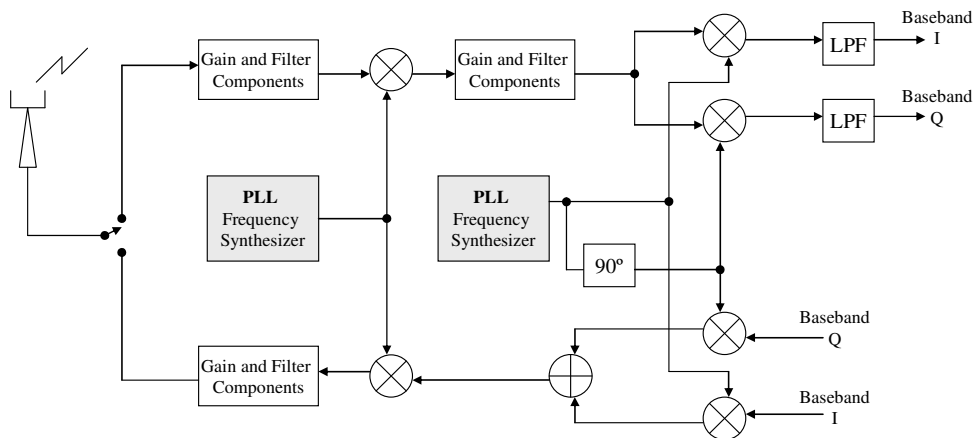 Baseband
I
Gain and Filter
Components
Gain and Filter
Components
LPF
Baseband
Q
LPF
PLL
Frequency
Synthesizer
PLL
Frequency
Synthesizer
90º
Baseband
Q
Gain and Filter
Components
Baseband
I